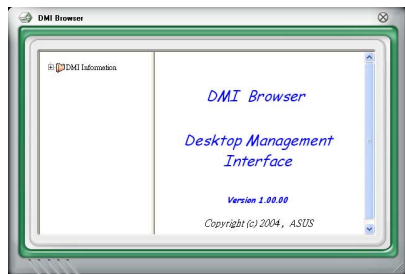 DMI Browser
DMI Information
DMI Browser
Desktop Management
Interface
Version 1.00.00
Copyright (c) 2004, ASUS